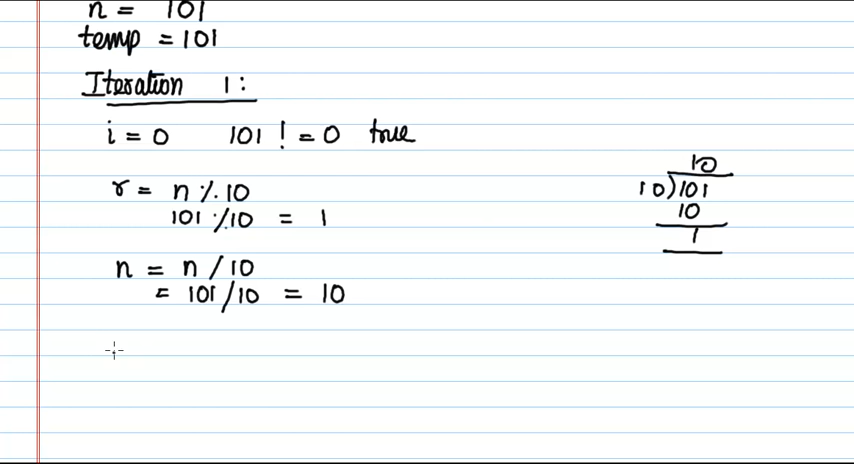 n = 101
temp = 101
Iteration 1:
i = 0 101 != 0 true
r = n % 10
101 % 10 = 1
n = n / 10
= 101/10 = 10
10
10)101
10
1